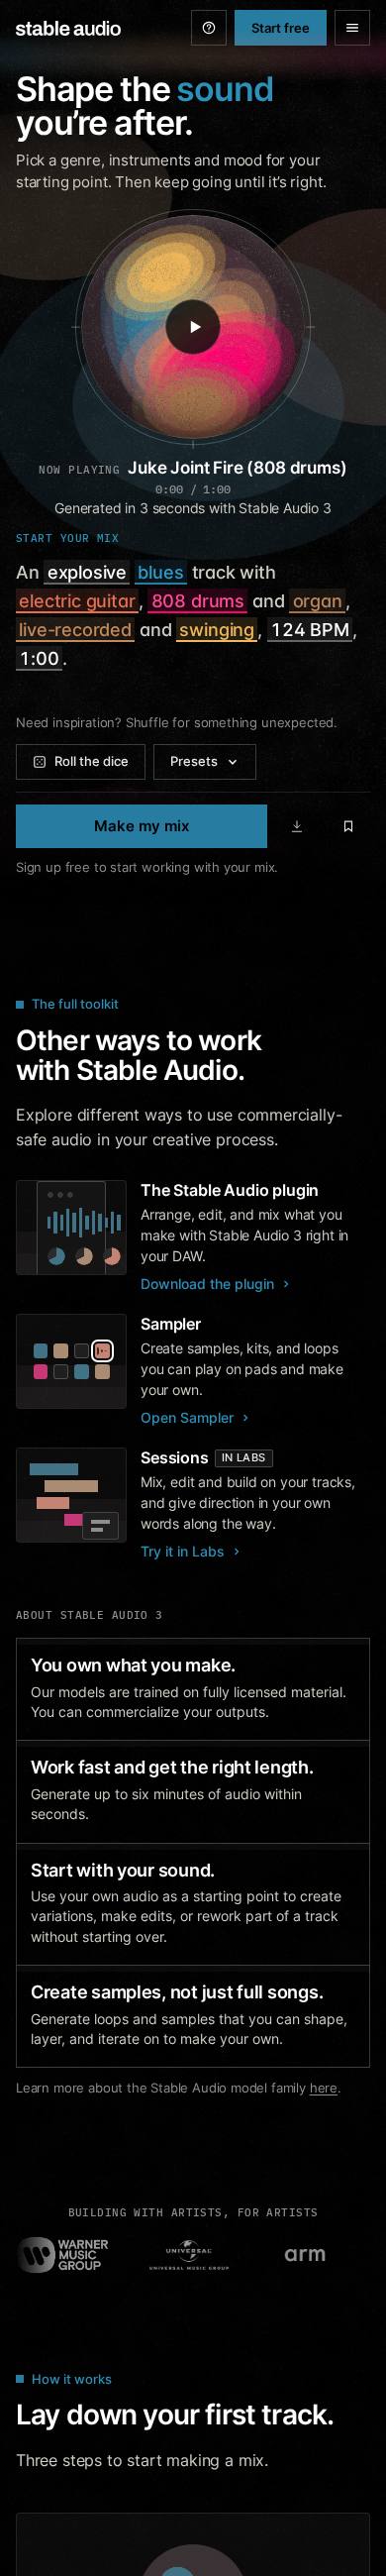 stable audio
Start free
Shape the sound
you're after.
Pick a genre, instruments and mood for your
starting point. Then keep going until it's right.
NOW PLAYING Juke Joint Fire (808 drums)
0:00 / 1:00
Generated in 3 seconds with Stable Audio 3
START YOUR MIX
An explosive blues track with
electric guitar, 808 drums and organ,
live-recorded and swinging, 124 BPM,
1:00.
Need inspiration? Shuffle for something unexpected.
Roll the dice
Presets
Make my mix
Sign up free to start working with your mix.
The full toolkit
Other ways to work
with Stable Audio.
Explore different ways to use commercially-
safe audio in your creative process.
The Stable Audio plugin
Arrange, edit, and mix what you
make with Stable Audio 3 right in
your DAW.
Download the plugin
Sampler
Create samples, kits, and loops
you can play on pads and make
your own.
Open Sampler
Sessions IN LABS
Mix, edit and build on your tracks,
and give direction in your own
words along the way.
Try it in Labs
ABOUT STABLE AUDIO 3
You own what you make.
Our models are trained on fully licensed material.
You can commercialize your outputs.
Work fast and get the right length.
Generate up to six minutes of audio within
seconds.
Start with your sound.
Use your own audio as a starting point to create
variations, make edits, or rework part of a track
without starting over.
Create samples, not just full songs.
Generate loops and samples that you can shape,
layer, and iterate on to make your own.
Learn more about the Stable Audio model family here.
BUILDING WITH ARTISTS, FOR ARTISTS
WARNER
MUSIC
GROUP
UNIVERSAL
UNIVERSAL MUSIC GROUP
arm
How it works
Lay down your first track.
Three steps to start making a mix.